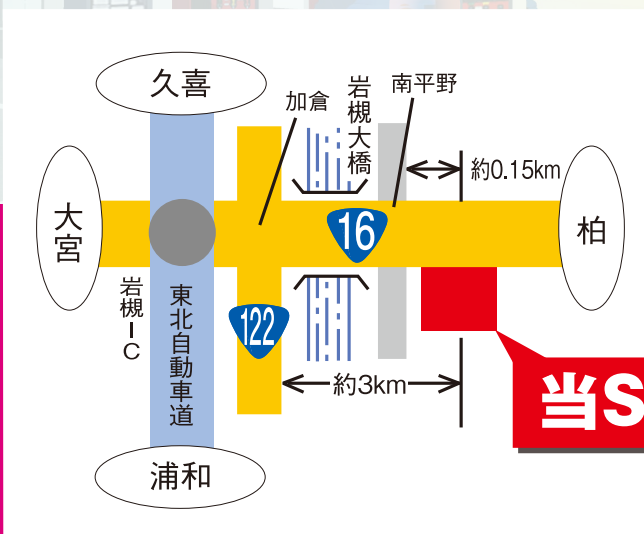 久喜
加倉
岩槻大橋
南平野
約0.15km
大宮
16
柏
岩槻IC
東北自動車道
122
約3km
当S
浦和